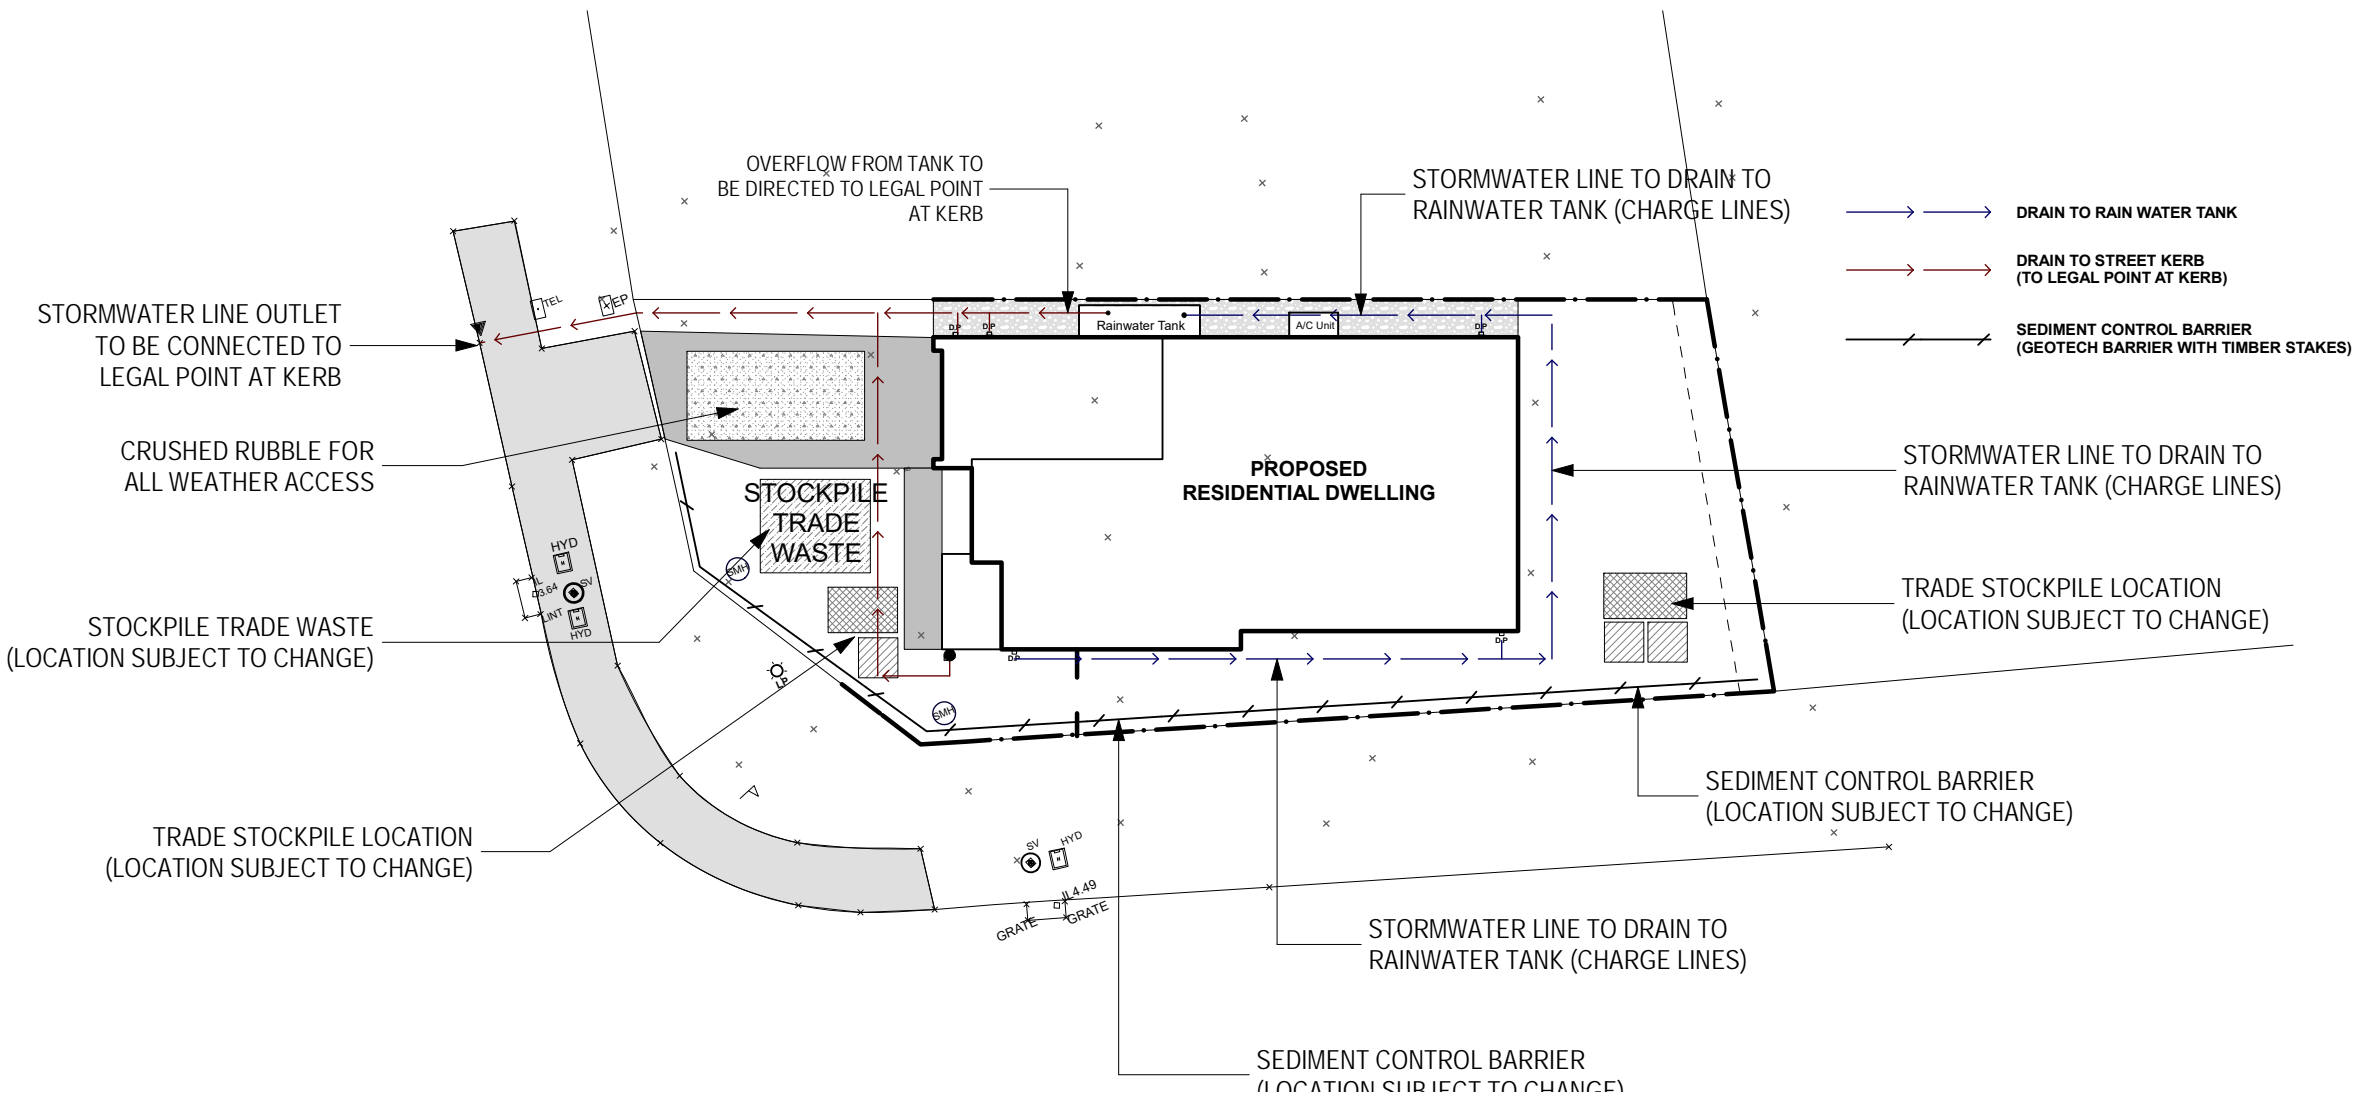 OVERFLOW FROM TANK TO
BE DIRECTED TO LEGAL POINT
AT KERB
STORMWATER LINE TO DRAIN TO
RAINWATER TANK (CHARGE LINES)
DRAIN TO RAIN WATER TANK
DRAIN TO STREET KERB
(TO LEGAL POINT AT KERB)
SEDIMENT CONTROL BARRIER
(GEOTECH BARRIER WITH TIMBER STAKES)
STORMWATER LINE OUTLET
TO BE CONNECTED TO
LEGAL POINT AT KERB
TEL
EP
D.P
D.P
Rainwater Tank
A/C Unit
D.P
CRUSHED RUBBLE FOR
ALL WEATHER ACCESS
PROPOSED
RESIDENTIAL DWELLING
STORMWATER LINE TO DRAIN TO
RAINWATER TANK (CHARGE LINES)
STOCKPILE
TRADE
WASTE
HYD
SMH
IL
3.64
SV
LINT
HYD
STOCKPILE TRADE WASTE
(LOCATION SUBJECT TO CHANGE)
TRADE STOCKPILE LOCATION
(LOCATION SUBJECT TO CHANGE)
LP
D.P
D.P
SMH
SEDIMENT CONTROL BARRIER
(LOCATION SUBJECT TO CHANGE)
TRADE STOCKPILE LOCATION
(LOCATION SUBJECT TO CHANGE)
SV
HYD
IL4.49
GRATE
GRATE
STORMWATER LINE TO DRAIN TO
RAINWATER TANK (CHARGE LINES)
SEDIMENT CONTROL BARRIER
(LOCATION SUBJECT TO CHANGE)